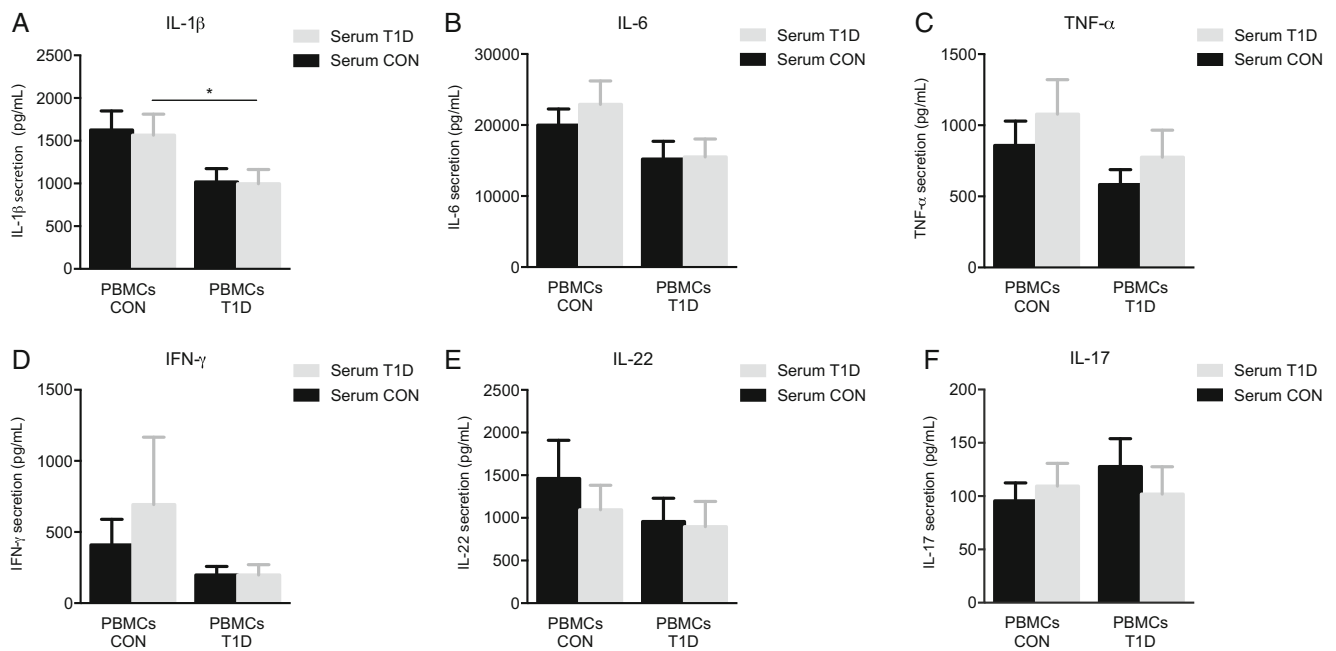 A
IL-1β
Serum T1D
Serum CON
IL-1β secretion (pg/mL)
2500
2000
1500
1000
500
0
*
PBMCs
CON
PBMCs
T1D
B
IL-6
Serum T1D
Serum CON
IL-6 secretion (pg/mL)
30000
20000
10000
0
PBMCs
CON
PBMCs
T1D
C
TNF-α
Serum T1D
Serum CON
TNF-α secretion (pg/mL)
1500
1000
500
0
PBMCs
CON
PBMCs
T1D
D
IFN-γ
Serum T1D
Serum CON
IFN-γ secretion (pg/mL)
1500
1000
500
0
PBMCs
CON
PBMCs
T1D
E
IL-22
Serum T1D
Serum CON
IL-22 secretion (pg/mL)
2500
2000
1500
1000
500
0
PBMCs
CON
PBMCs
T1D
F
IL-17
Serum T1D
Serum CON
IL-17 secretion (pg/mL)
200
150
100
50
0
PBMCs
CON
PBMCs
T1D